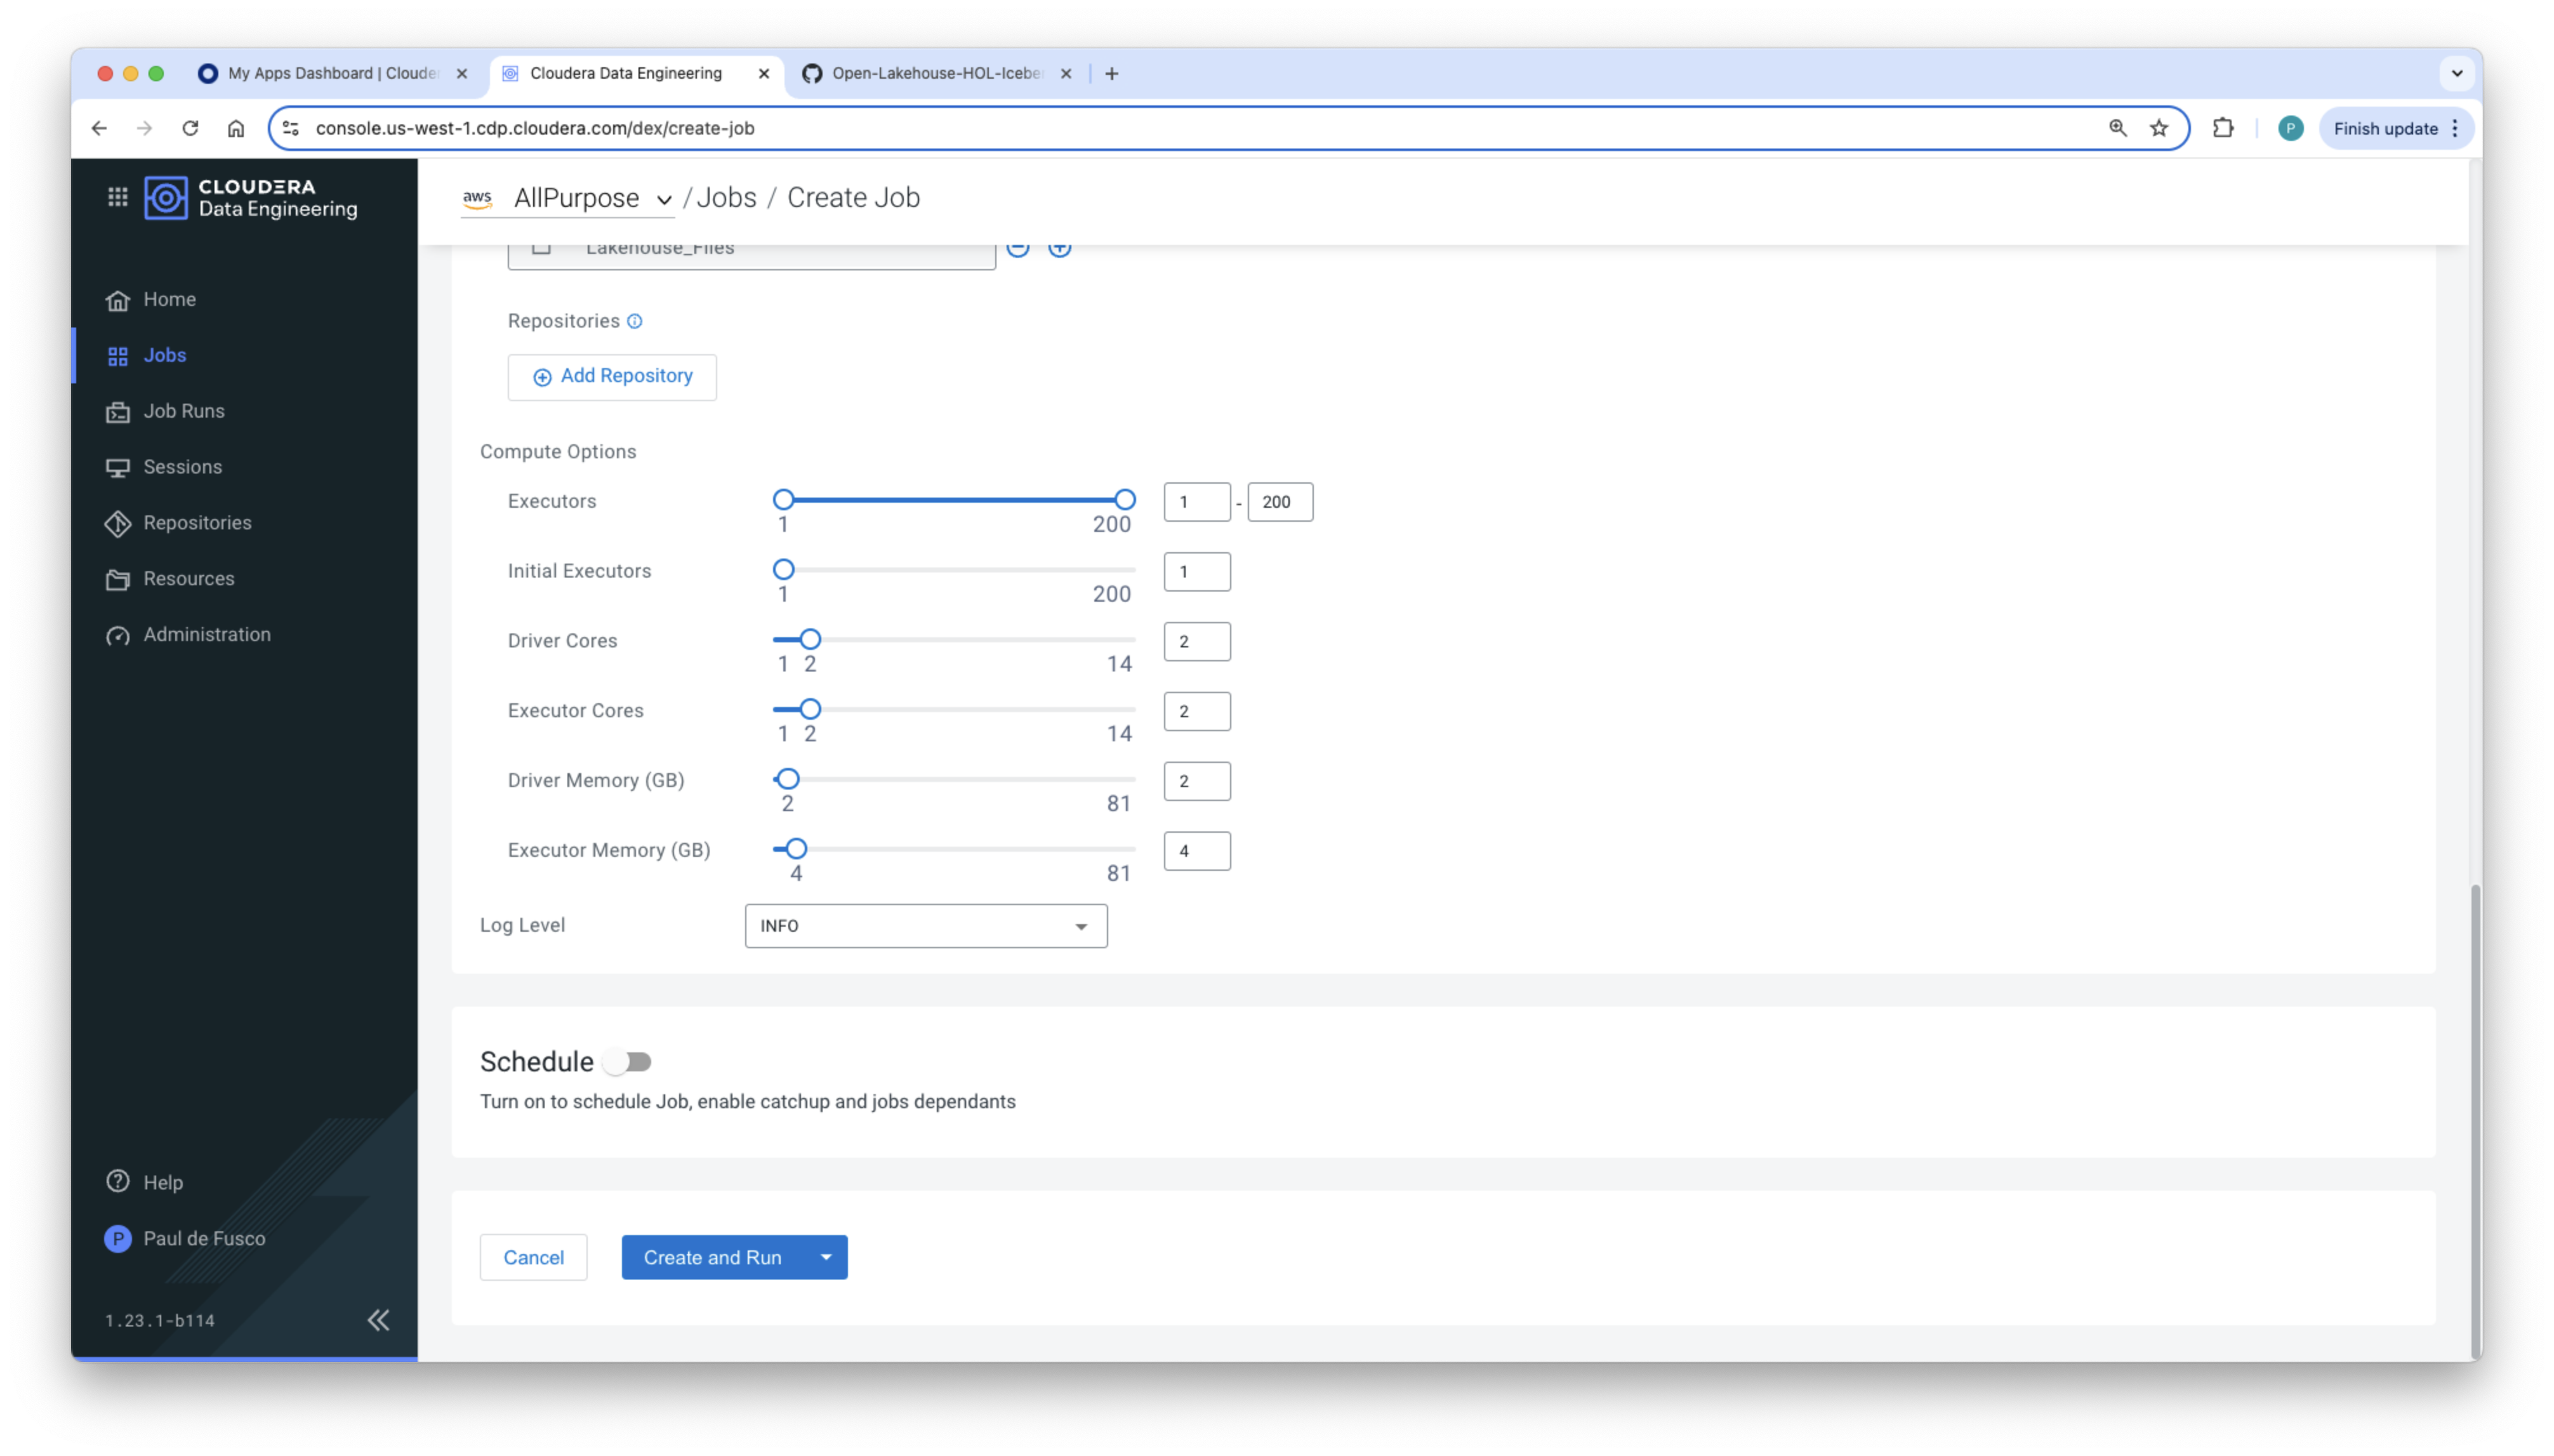 My Apps Dashboard | Clouder
Cloudera Data Engineering
Open-Lakehouse-HOL-Iceber
console.us-west-1.cdp.cloudera.com/dex/create-job
P
Finish update
CLOUDERA
Data Engineering
aws
AllPurpose / Jobs / Create Job
Home
Jobs
Job Runs
Sessions
Repositories
Resources
Administration
Help
P
Paul de Fusco
1.23.1-b114
Lakehouse_Files
Repositories
Add Repository
Compute Options
Executors
1 200
1 - 200
Initial Executors
1 200
1
Driver Cores
1 2 14
2
Executor Cores
1 2 14
2
Driver Memory (GB)
2 81
2
Executor Memory (GB)
4 81
4
Log Level
INFO
Schedule
Turn on to schedule Job, enable catchup and jobs dependants
Cancel
Create and Run